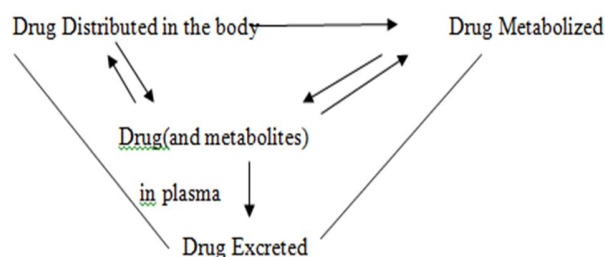 Drug Distributed in the body
Drug Metabolized
Drug(and metabolites)
in plasma
Drug Excreted